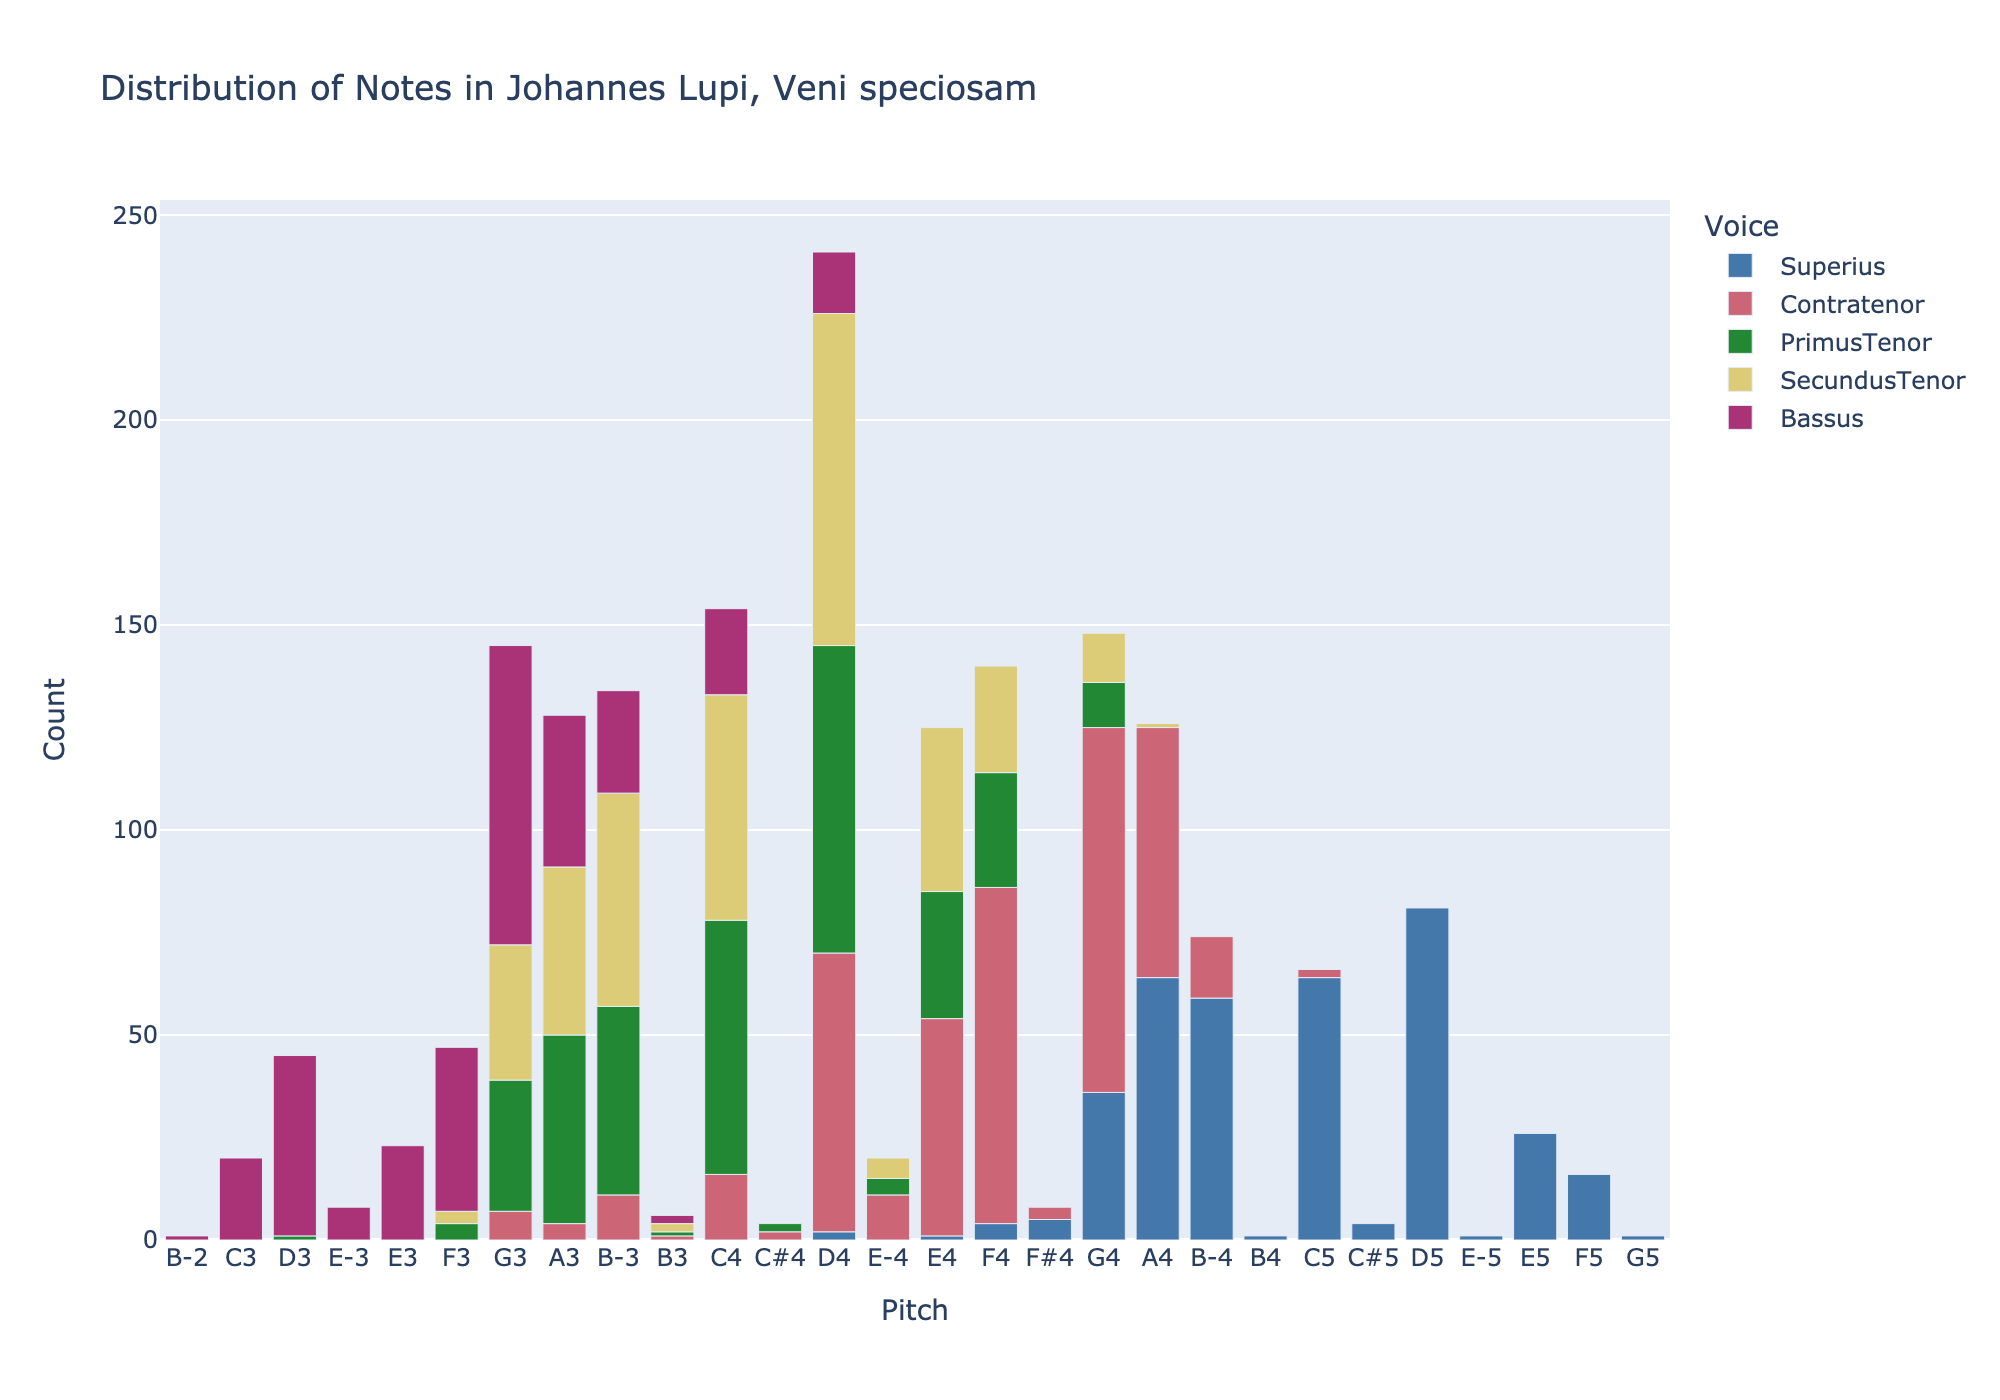 Distribution of Notes in Johannes Lupi, Veni speciosam
250
200
150
100
50
0
Count
B-2 C3 D3 E-3 E3 F3 G3 A3 B-3 B3 C4 C#4 D4 E-4 E4 F4 F#4 G4 A4 B-4 B4 C5 C#5 D5 E-5 E5 F5 G5
Pitch
Voice
Superius
Contratenor
PrimusTenor
SecundusTenor
Bassus